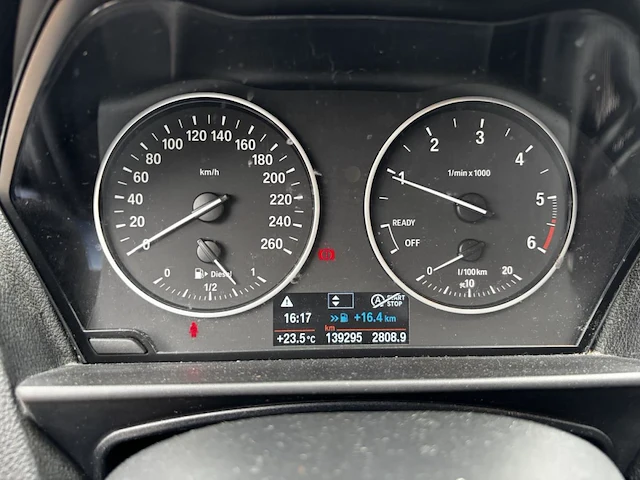 0 20 40 60 80 100 120 140 160 180 200 220 240 260
km/h
Diesel
0 1/2 1
1 2 3 4 5 6
1/min x 1000
READY
OFF
l/100km
0 10 20
START
STOP
16:17 +16.4 km
km
+23.5°C 139295 2808.9